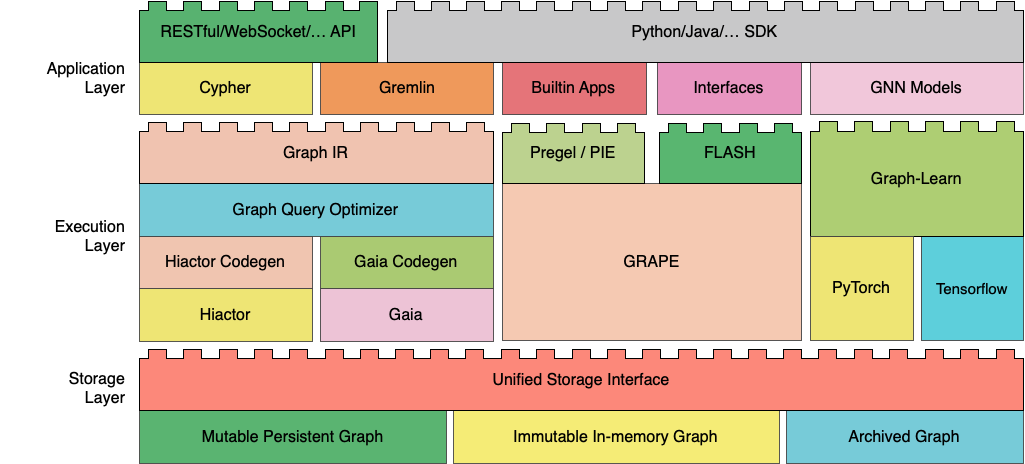 RESTful/WebSocket/... API
Python/Java/... SDK
Application
Layer
Cypher
Gremlin
Builtin Apps
Interfaces
GNN Models
Graph IR
Pregel / PIE
FLASH
Graph-Learn
Graph Query Optimizer
Execution
Layer
Hiactor Codegen
Gaia Codegen
GRAPE
PyTorch
Tensorflow
Hiactor
Gaia
Storage
Layer
Unified Storage Interface
Mutable Persistent Graph
Immutable In-memory Graph
Archived Graph